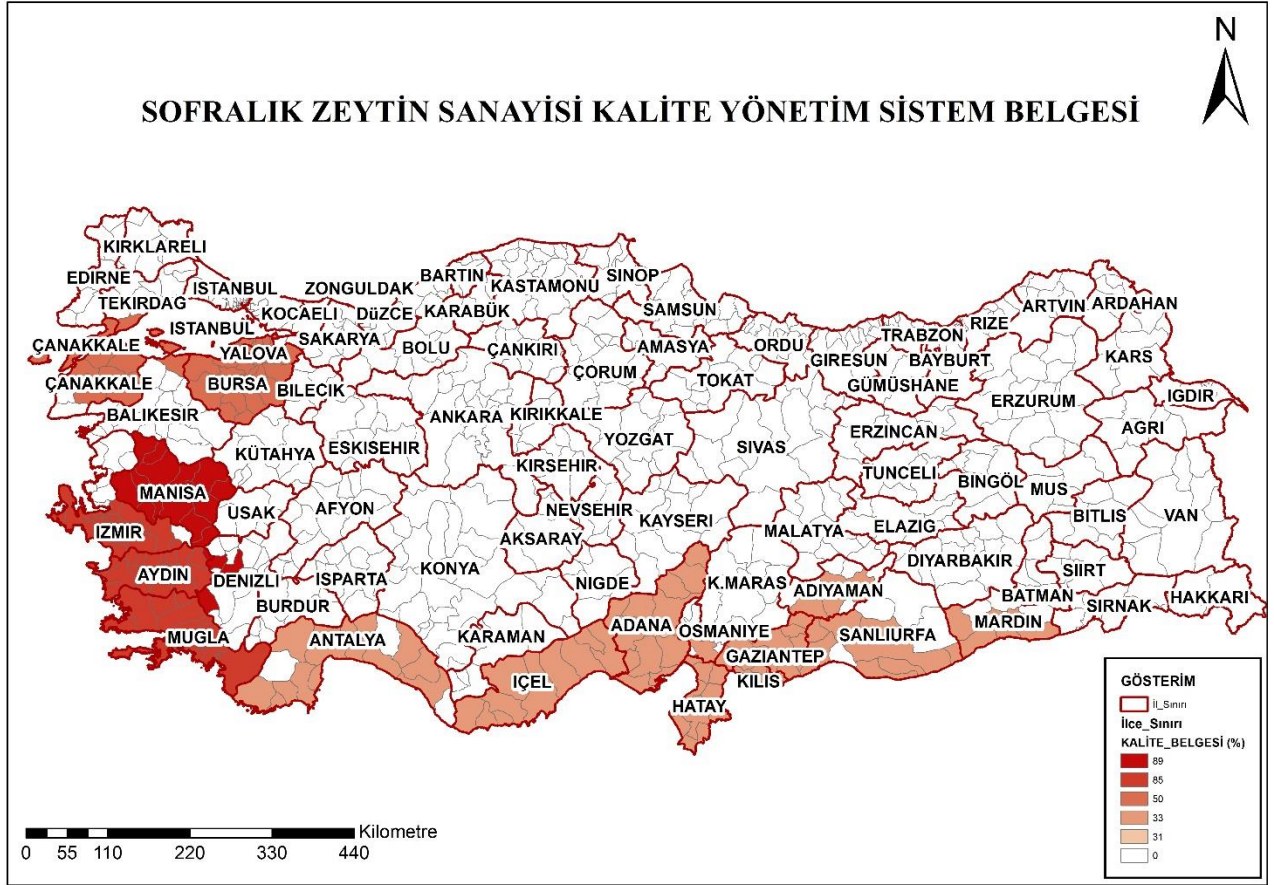 N
SOFRALIK ZEYTİN SANAYİSİ KALİTE YÖNETİM SİSTEM BELGESİ
KIRKLARELI
EDIRNE
TEKIRDAG
ISTANBUL
ISTANBUL
KOCAELI
YALOVA
SAKARYA
ZONGULDAK
DüZCE
BARTIN
KARABÜK
BOLU
KASTAMONU
SINOP
ÇANKIRI
SAMSUN
AMASYA
ÇORUM
TOKAT
ORDU
GIRESUN
TRABZON
GÜMÜSHANE
BAYBURT
RIZE
ARTVIN
ARDAHAN
KARS
IGDIR
AGRI
ERZURUM
ERZINCAN
ÇANAKKALE
ÇANAKKALE
BURSA
BILECIK
BALIKESIR
KÜTAHYA
ESKISEHIR
ANKARA
KIRIKKALE
YOZGAT
SIVAS
KIRSEHIR
NEVSEHIR
KAYSERI
TUNCELI
BINGÖL
MUS
BITLIS
VAN
MALATYA
ELAZIG
DIYARBAKIR
SIIRT
BATMAN
SIRNAK
HAKKARI
MARDIN
MANISA
USAK
AFYON
IZMIR
AYDIN
DENIZLI
ISPARTA
BURDUR
MUGLA
ANTALYA
KONYA
AKSARAY
NIGDE
KARAMAN
IÇEL
ADANA
K.MARAS
OSMANIYE
ADIYAMAN
SANLIURFA
GAZIANTEP
KILIS
HATAY
GÖSTERİM
İl_Sınırı
İlce_Sınırı
KALİTE_BELGESİ (%)
89
85
50
33
31
0
Kilometre
0 55 110 220 330 440